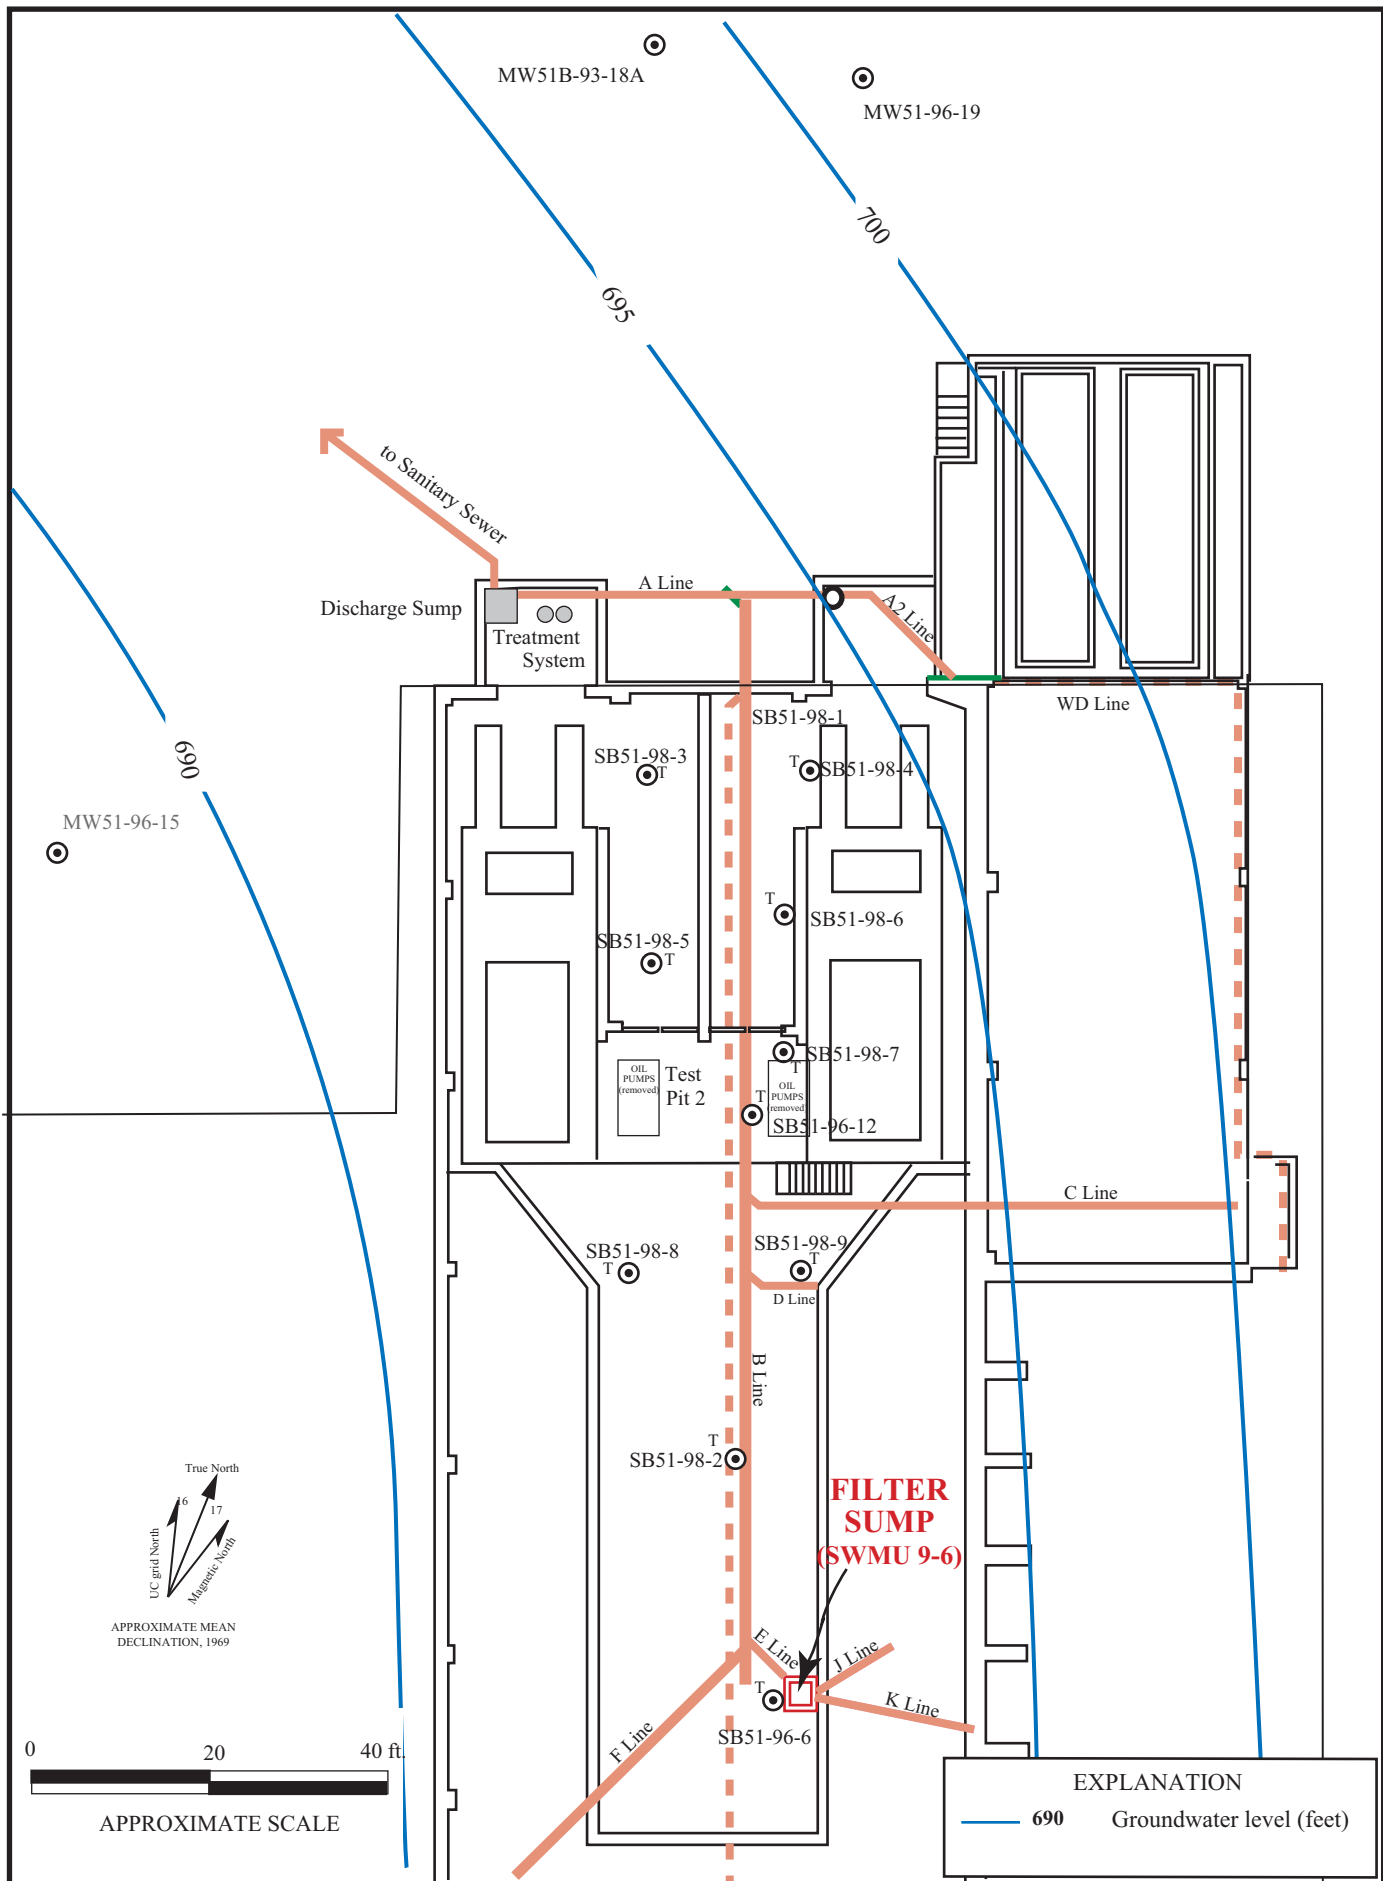 MW51B-93-18A
MW51-96-19
700
695
to Sanitary Sewer
A Line
Discharge Sump
Treatment
System
A2 Line
WD Line
SB51-98-1
690
SB51-98-3
T
T
SB51-98-4
MW51-96-15
T
SB51-98-6
SB51-98-5
T
SB51-98-7
T
OIL
PUMPS
(removed)
Test
Pit 2
OIL
PUMPS
(removed)
T
SB51-96-12
C Line
SB51-98-8
T
SB51-98-9
T
D Line
B Line
T
SB51-98-2
FILTER
SUMP
(SWMU 9-6)
True North
16
17
UC grid North
Magnetic North
APPROXIMATE MEAN
DECLINATION, 1969
E Line
J Line
T
K Line
SB51-96-6
F Line
0 20 40 ft.
APPROXIMATE SCALE
EXPLANATION
690 Groundwater level (feet)